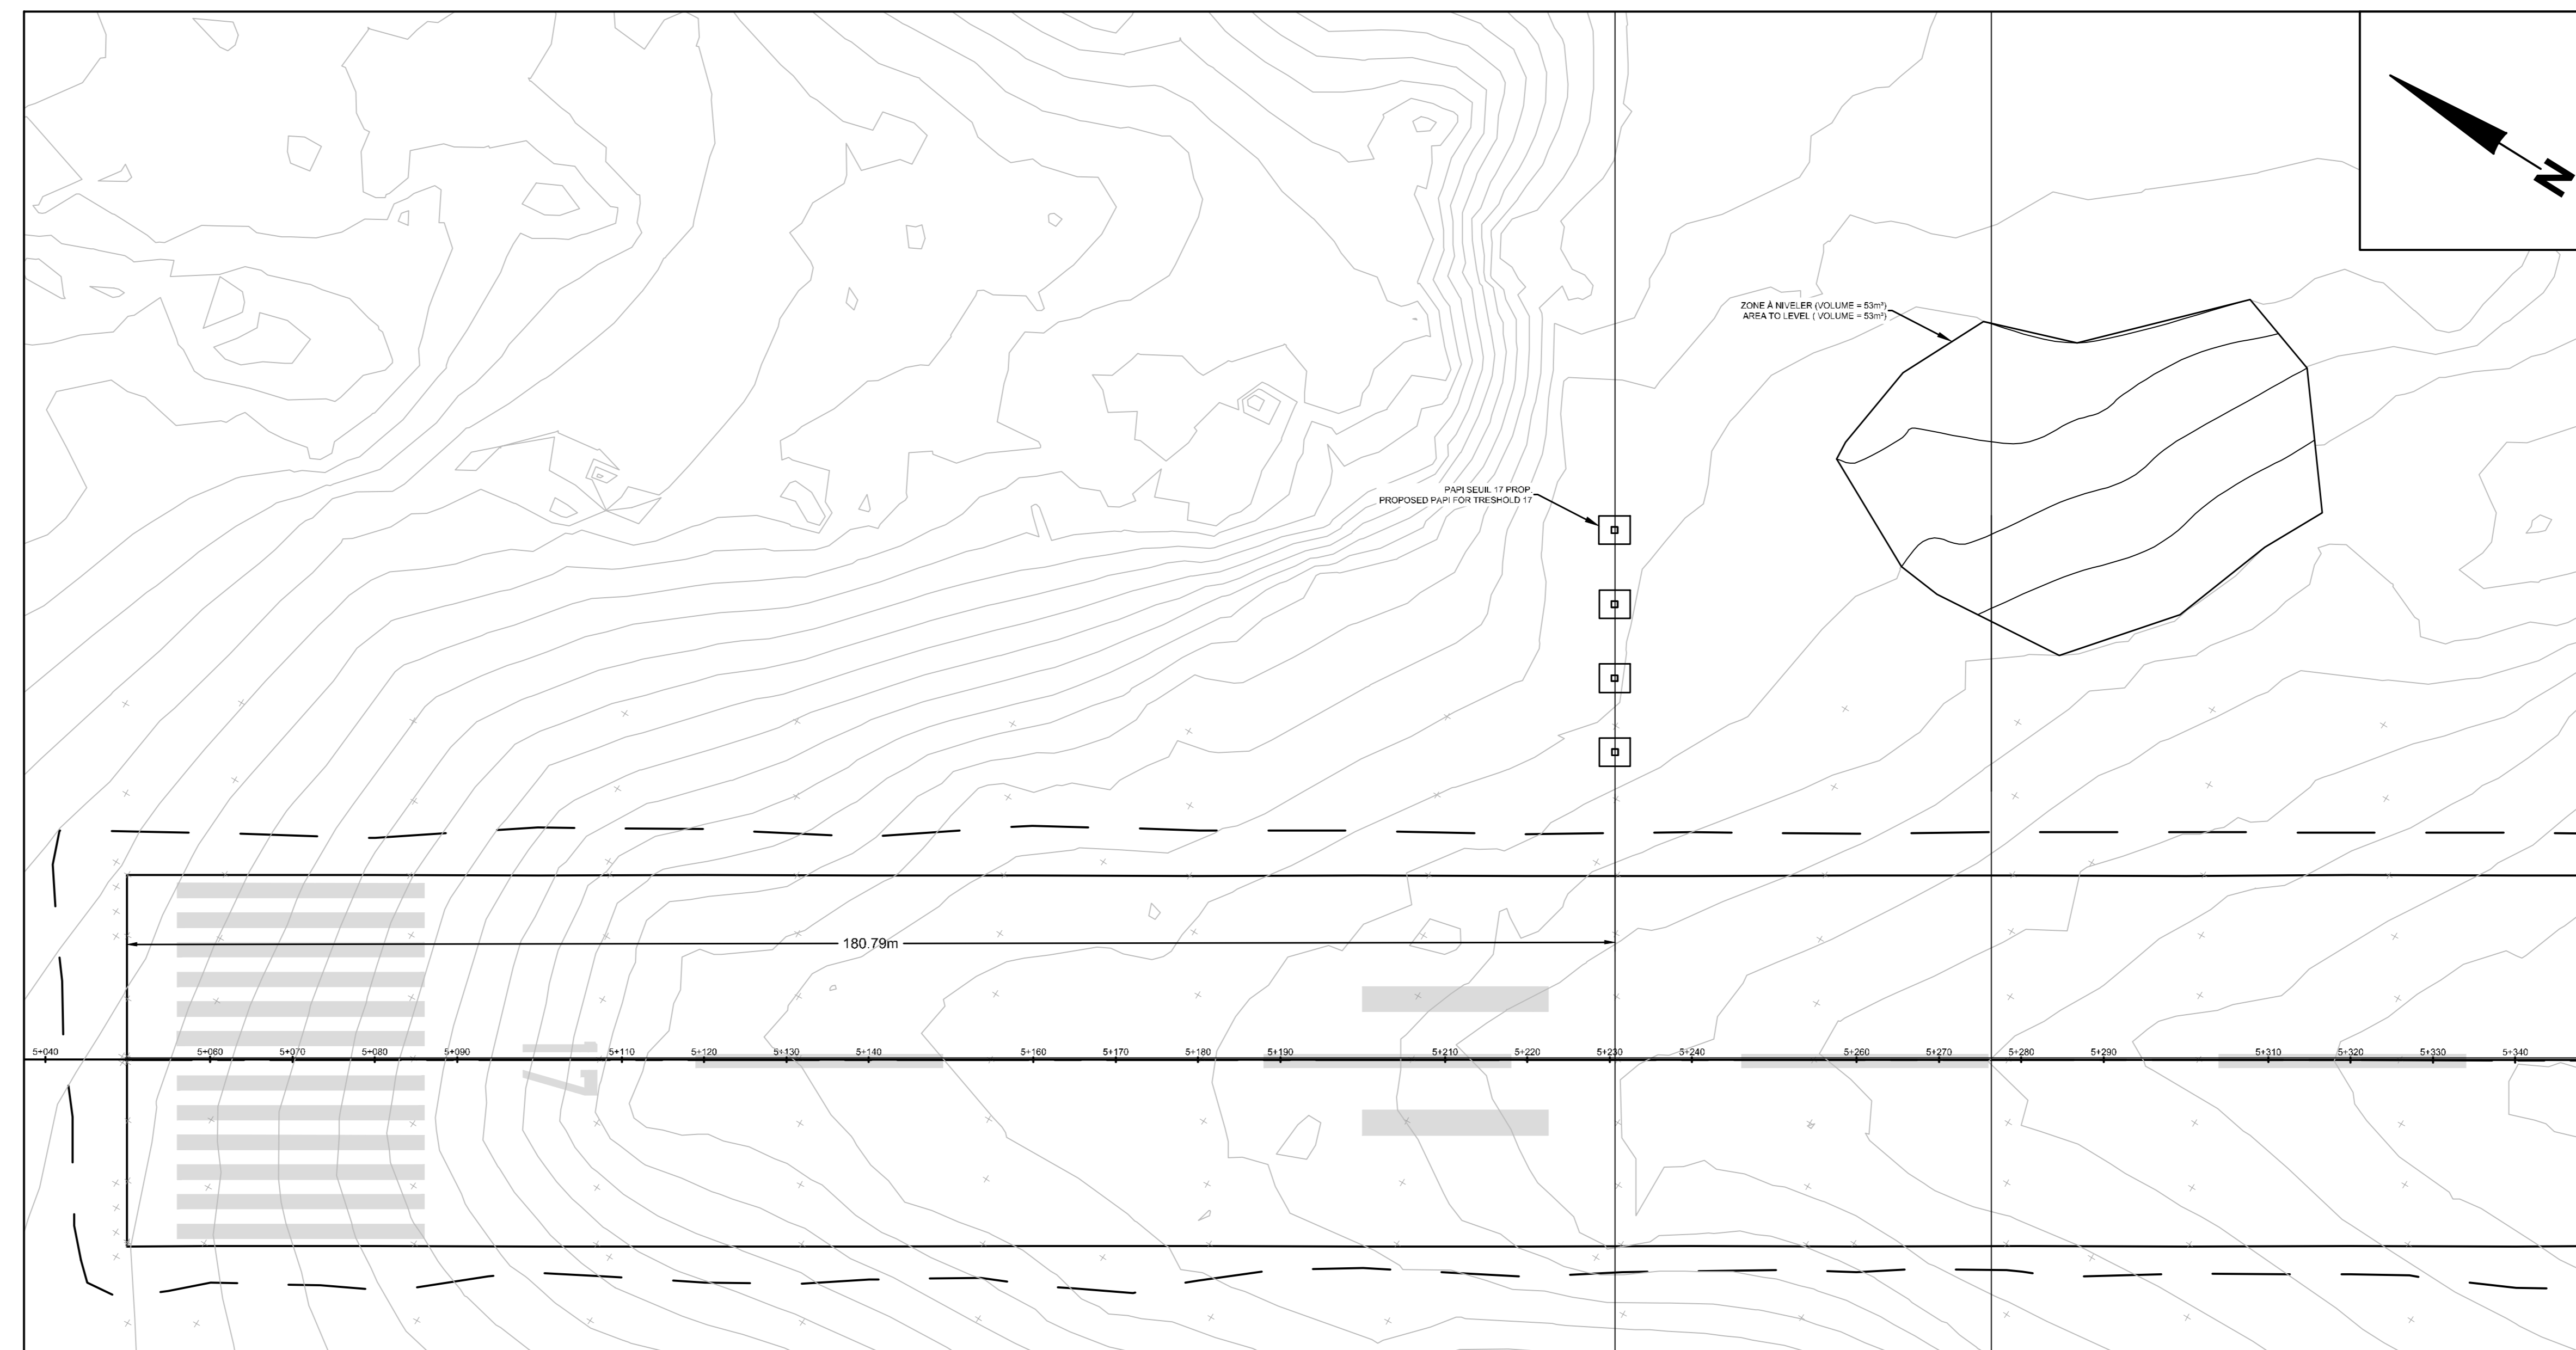 N
ZONE À NIVELER (VOLUME = 53m³)
AREA TO LEVEL ( VOLUME = 53m³)
PAPI SEUIL 17 PROP.
PROPOSED PAPI FOR TRESHOLD 17
180.79m
5+040 5+060 5+070 5+080 5+090 5+110 5+120 5+130 5+140 5+160 5+170 5+180 5+190 5+210 5+220 5+230 5+240 5+260 5+270 5+280 5+290 5+310 5+320 5+330 5+340
17